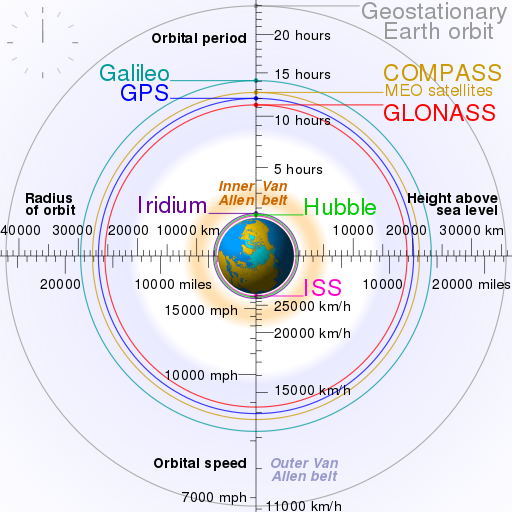 Geostationary
Earth orbit
Orbital period
20 hours
Galileo
15 hours
COMPASS
MEO satellites
GPS
GLONASS
10 hours
5 hours
Inner Van
Allen belt
Radius
of orbit
Iridium
Hubble
Height above
sea level
40000
30000
20000
10000 km
10000
20000
30000 km
20000
10000 miles
10000
20000 miles
ISS
15000 mph
25000 km/h
20000 km/h
10000 mph
15000 km/h
Orbital speed
Outer Van
Allen belt
7000 mph
11000 km/h